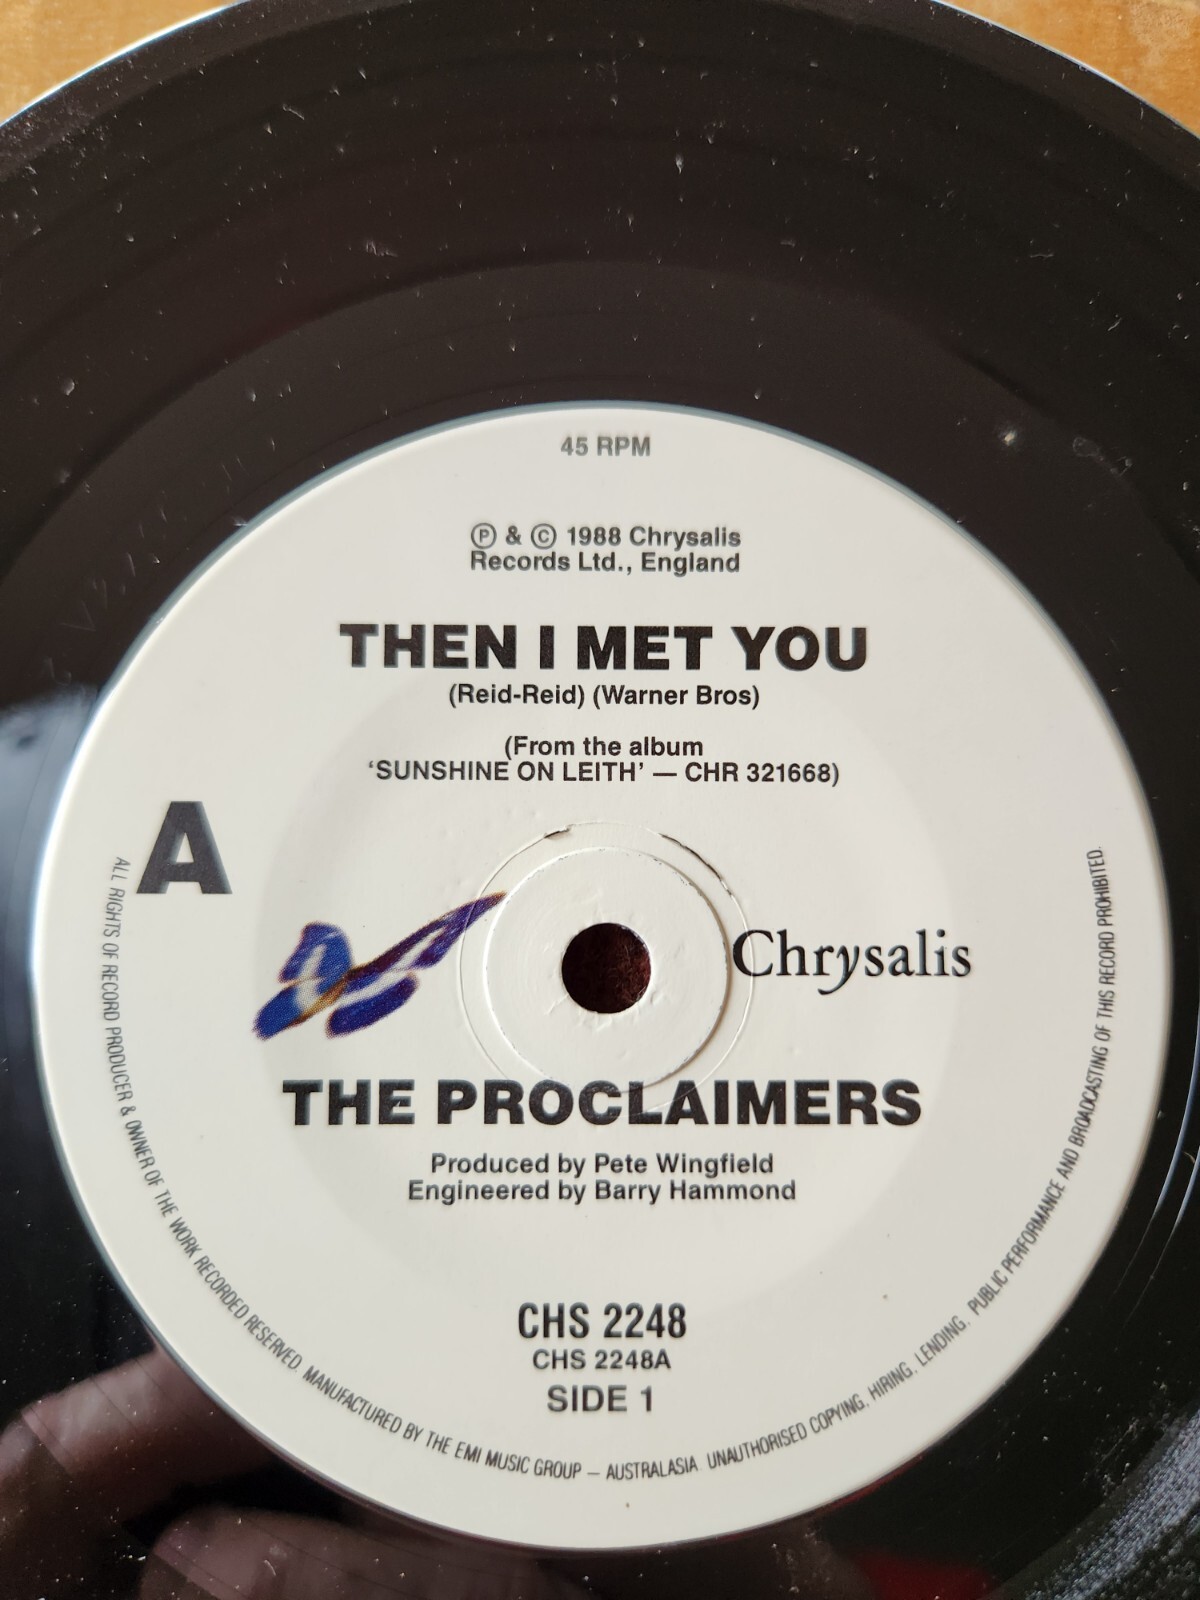 45 RPM
Ⓟ & © 1988 Chrysalis
Records Ltd., England
THEN I MET YOU
(Reid-Reid) (Warner Bros)
(From the album
‘SUNSHINE ON LEITH’ — CHR 321668)
A
Chrysalis
THE PROCLAIMERS
Produced by Pete Wingfield
Engineered by Barry Hammond
CHS 2248
CHS 2248A
SIDE 1
ALL RIGHTS OF RECORD PRODUCER & OWNER OF THE WORK RECORDED RESERVED. MANUFACTURED BY THE EMI MUSIC GROUP – AUSTRALASIA. UNAUTHORISED COPYING, HIRING, LENDING, PUBLIC PERFORMANCE AND BROADCASTING OF THIS RECORD PROHIBITED.